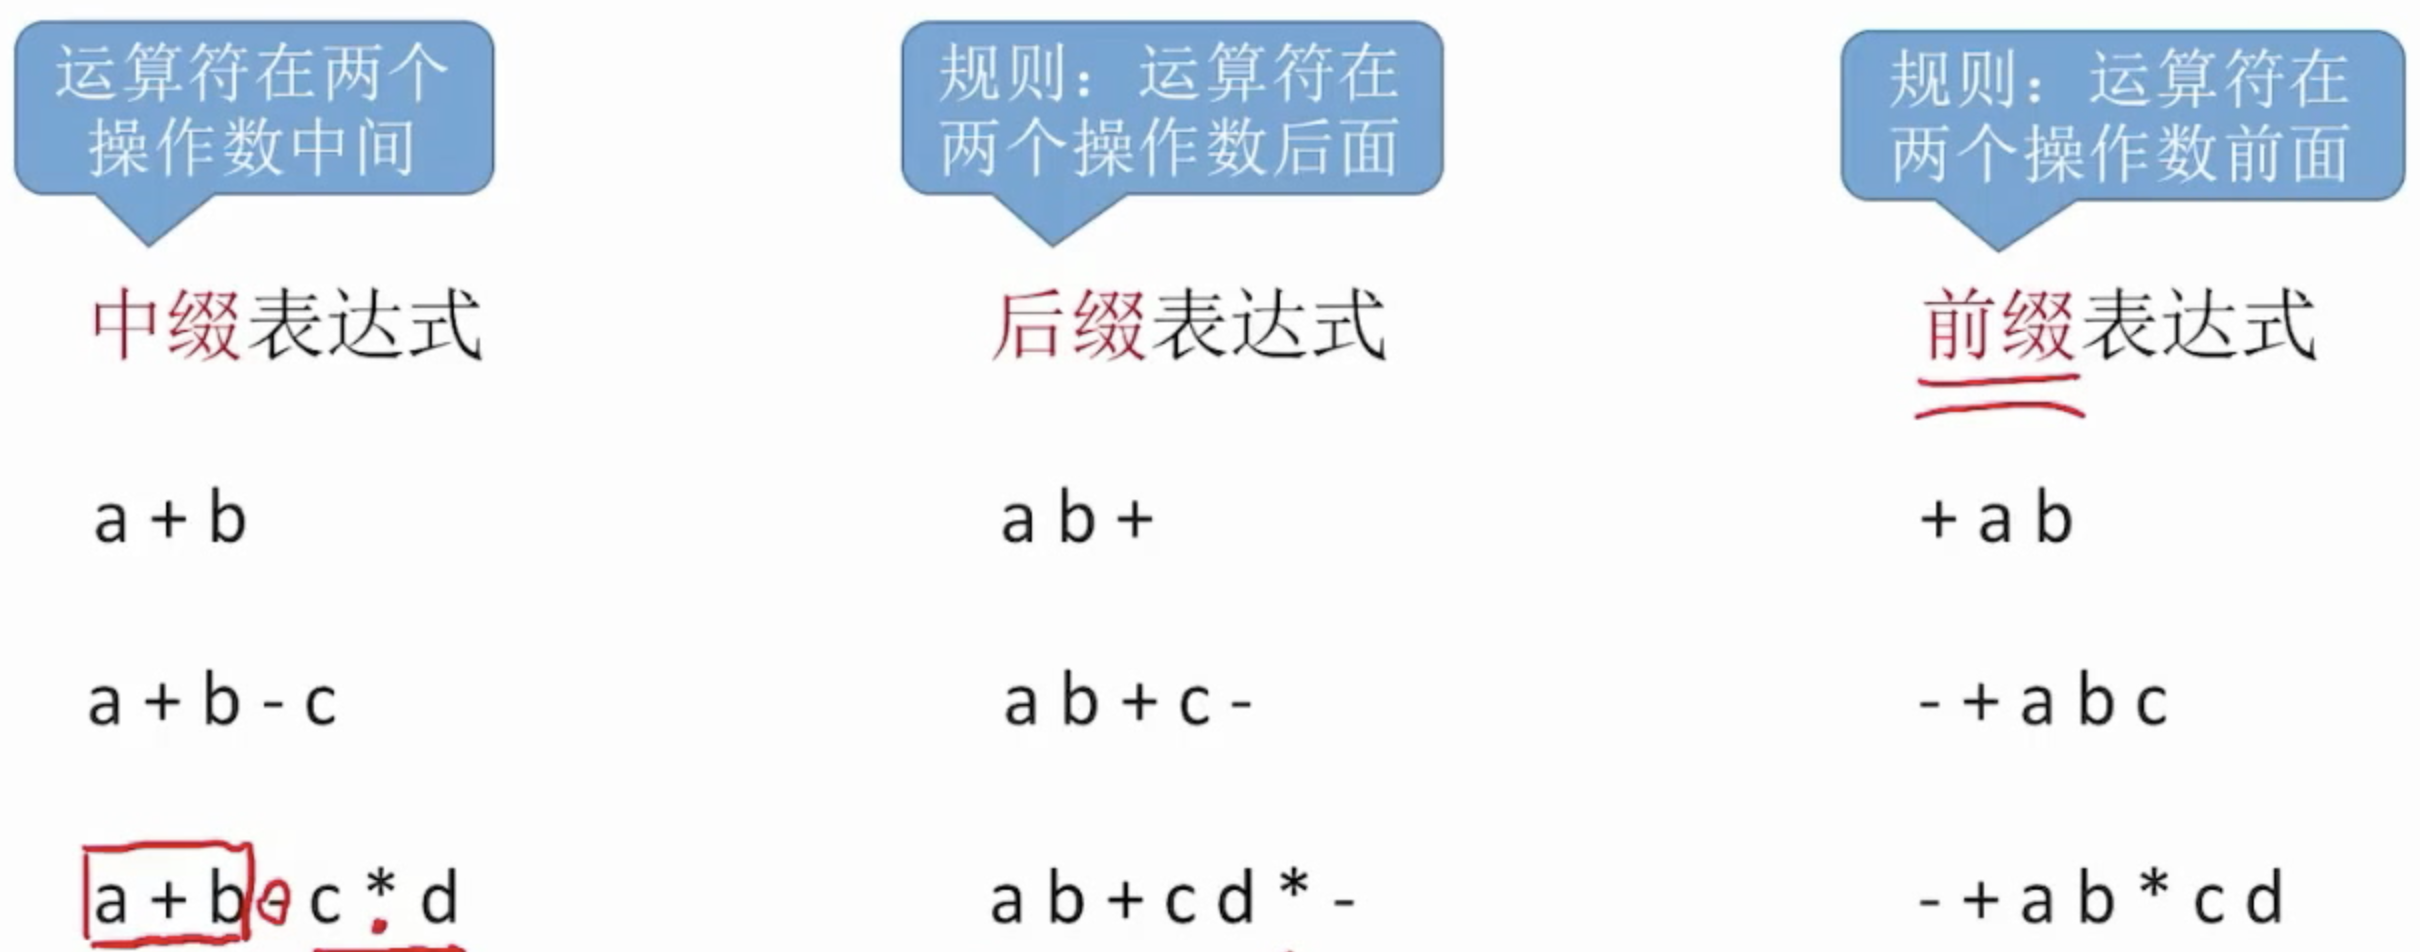 运算符在两个
操作数中间
规则：运算符在
两个操作数后面
规则：运算符在
两个操作数前面
中缀表达式
后缀表达式
前缀表达式
a + b
a b +
+ a b
a + b - c
a b + c -
- + a b c
a + b - c * d
a b + c d * -
- + a b * c d